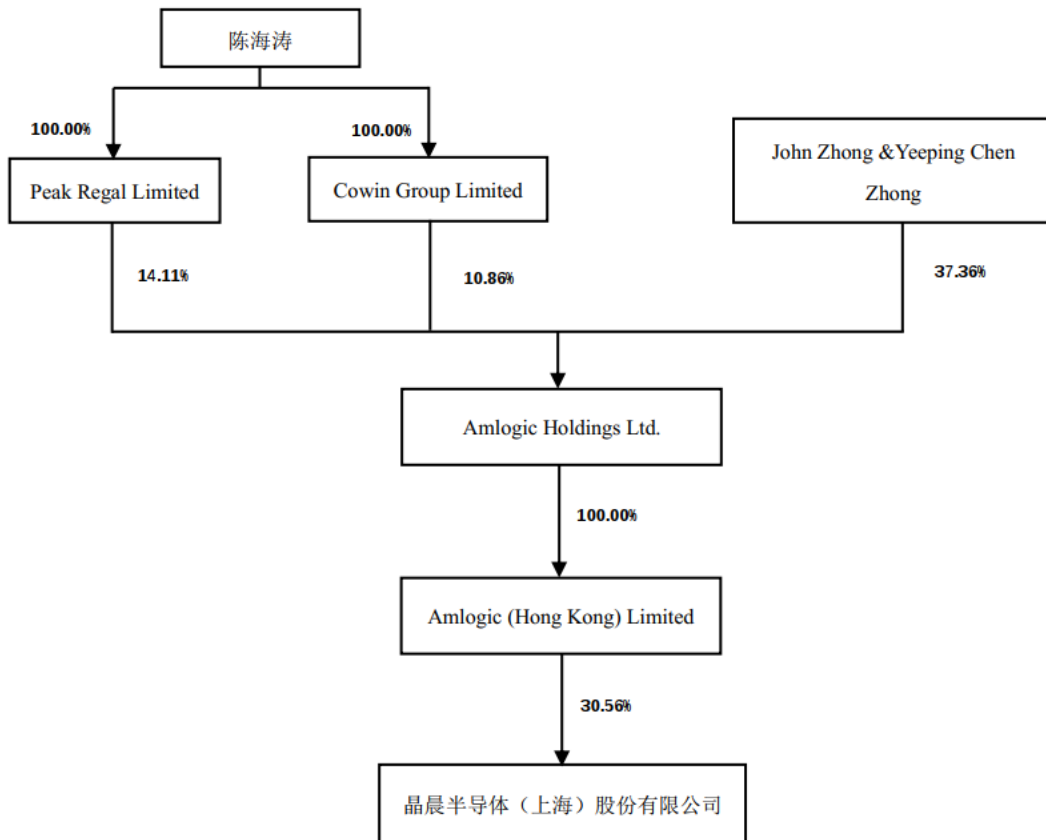 陈海涛
100.00%
100.00%
Peak Regal Limited
Cowin Group Limited
John Zhong &Yeeping Chen
Zhong
14.11%
10.86%
37.36%
Amlogic Holdings Ltd.
100.00%
Amlogic (Hong Kong) Limited
30.56%
晶晨半导体（上海）股份有限公司